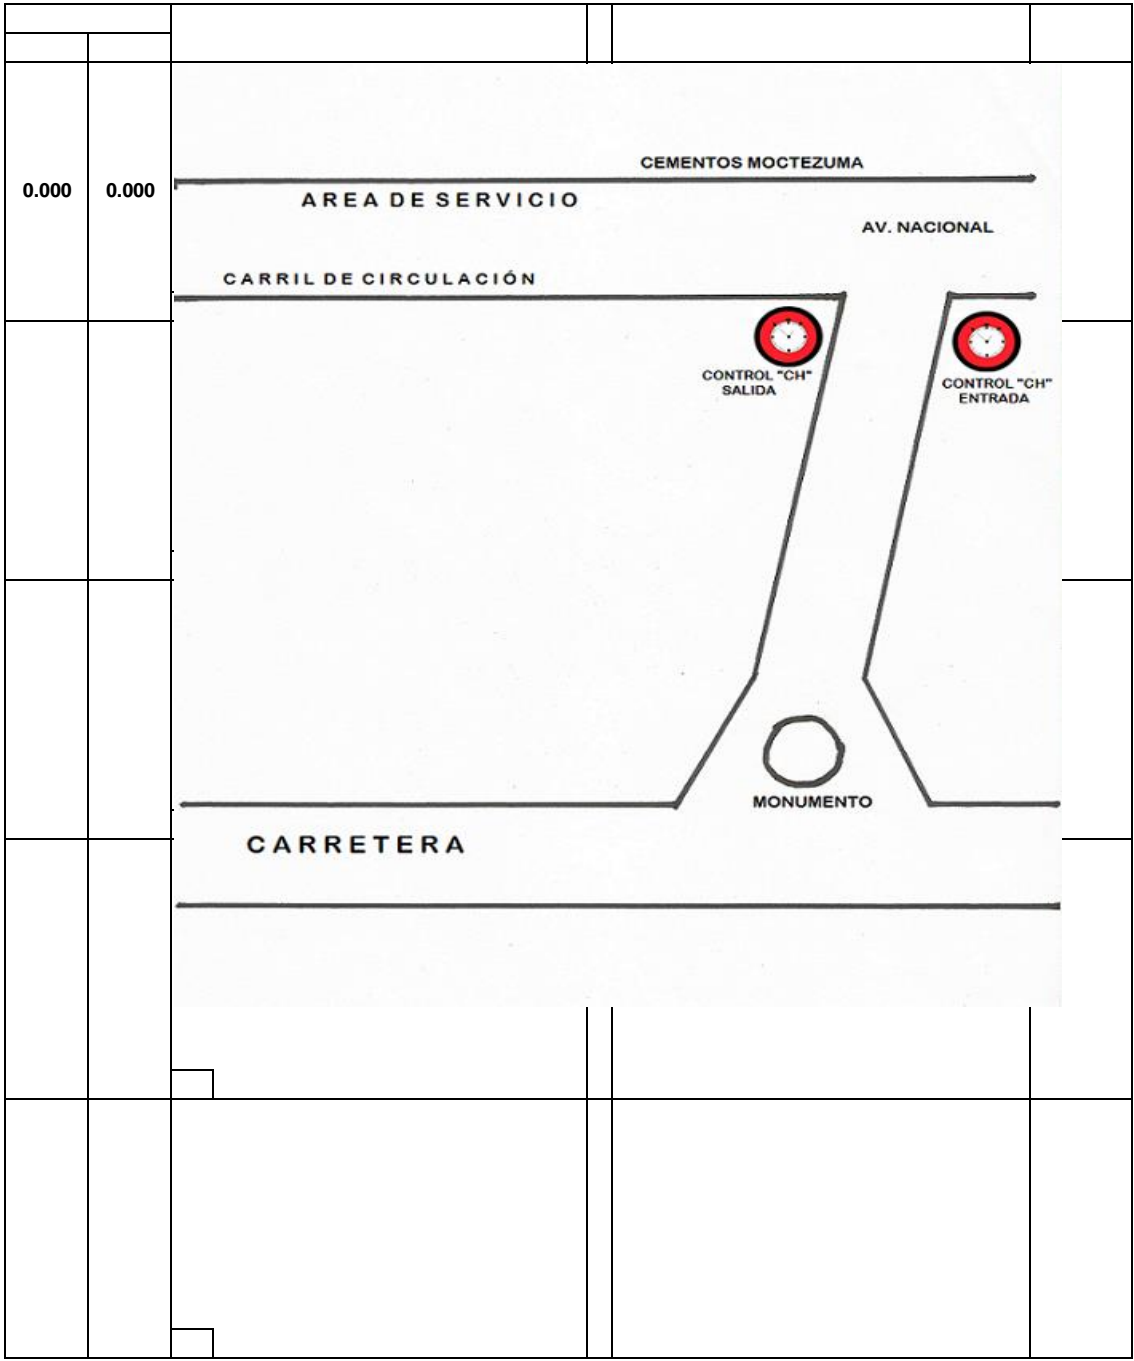 CEMENTOS MOCTEZUMA
0.000 0.000
AREA DE SERVICIO
AV. NACIONAL
CARRIL DE CIRCULACIÓN
CONTROL "CH"
SALIDA
CONTROL "CH"
ENTRADA
MONUMENTO
CARRETERA